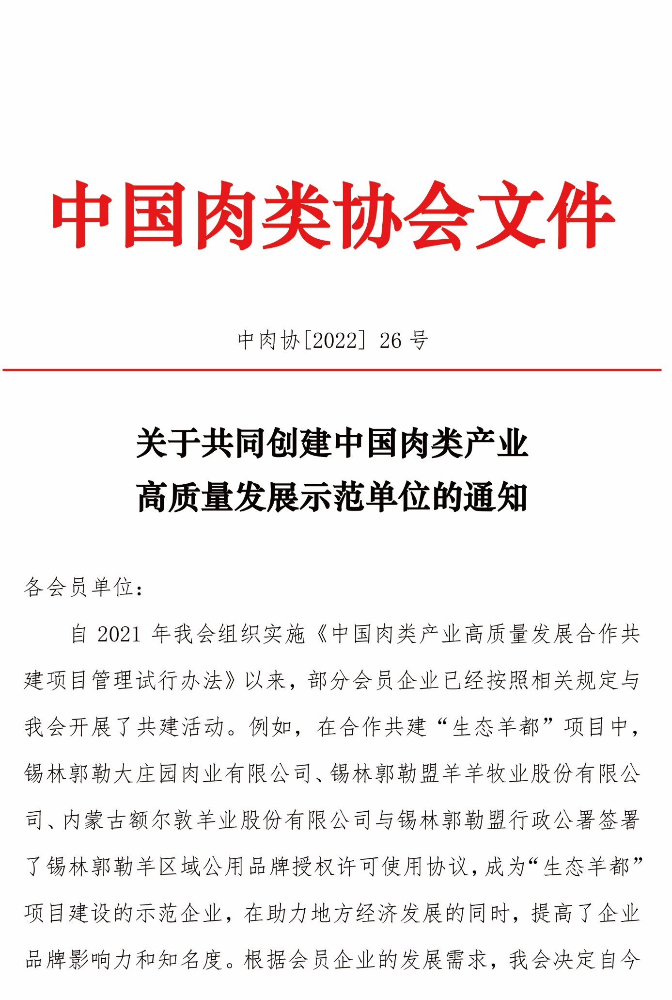 中国肉类协会文件
中肉协[2022] 26 号
关于共同创建中国肉类产业
高质量发展示范单位的通知
各会员单位：
自 2021 年我会组织实施《中国肉类产业高质量发展合作共
建项目管理试行办法》以来，部分会员企业已经按照相关规定与
我会开展了共建活动。例如，在合作共建“生态羊都”项目中，
锡林郭勒大庄园肉业有限公司、锡林郭勒盟羊羊牧业股份有限公
司、内蒙古额尔敦羊业股份有限公司与锡林郭勒盟行政公署签署
了锡林郭勒羊区域公用品牌授权许可使用协议，成为“生态羊都”
项目建设的示范企业，在助力地方经济发展的同时，提高了企业
品牌影响力和知名度。根据会员企业的发展需求，我会决定自今